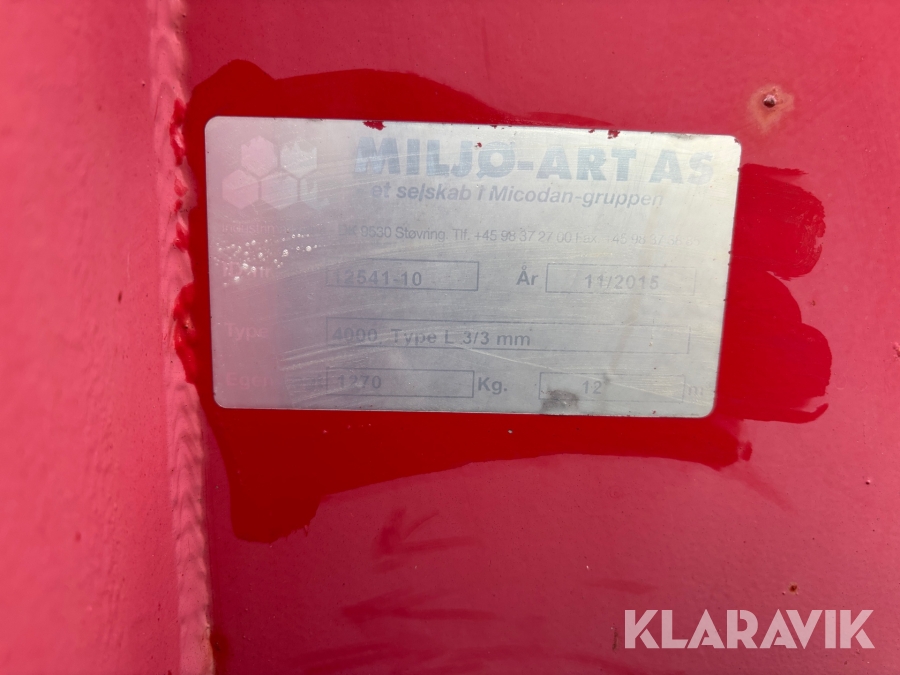 MILJØ-ART AS
et selskab i Micodan-gruppen
9530 Støvring. Tlf. +45 98 37 27 00 Fax.
12541-10 År 11/2015
Type 4000 Type L 3/3 mm
1270 Kg. 12 m
KLARAVIK